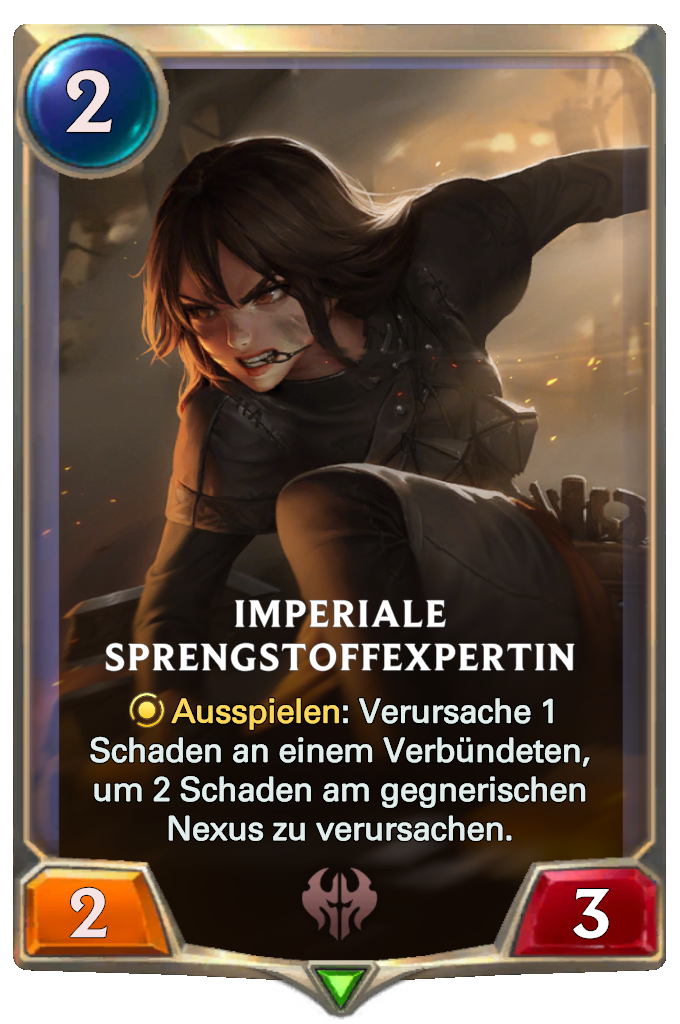 2
IMPERIALE
SPRENGSTOFFEXPERTIN
Ausspielen: Verursache 1
Schaden an einem Verbündeten,
um 2 Schaden am gegnerischen
Nexus zu verursachen.
2
3